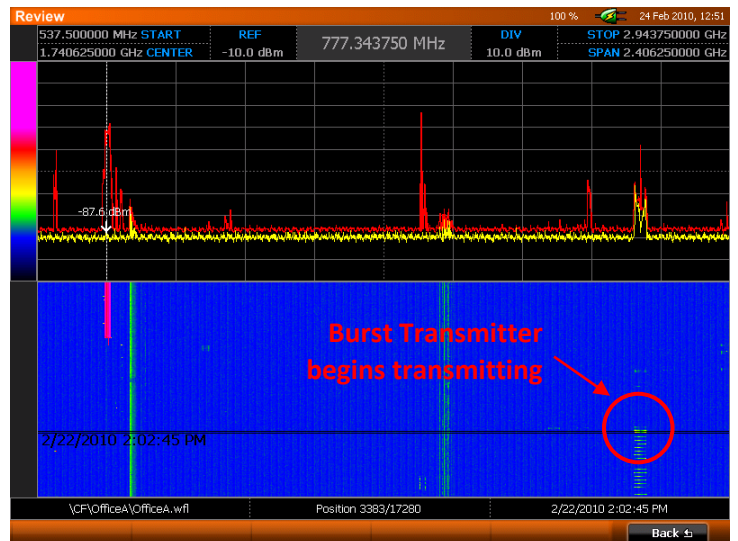 Review
100 %
24 Feb 2010, 12:51
537.500000 MHz START
REF
777.343750 MHz
DIV
STOP 2.943750000 GHz
1.740625000 GHz CENTER
-10.0 dBm
10.0 dBm
SPAN 2.406250000 GHz
-87.6 dBm
Burst Transmitter
begins transmitting
2/22/2010 2:02:45 PM
\CF\OfficeA\OfficeA.wfl
Position 3383/17280
2/22/2010 2:02:45 PM
Back